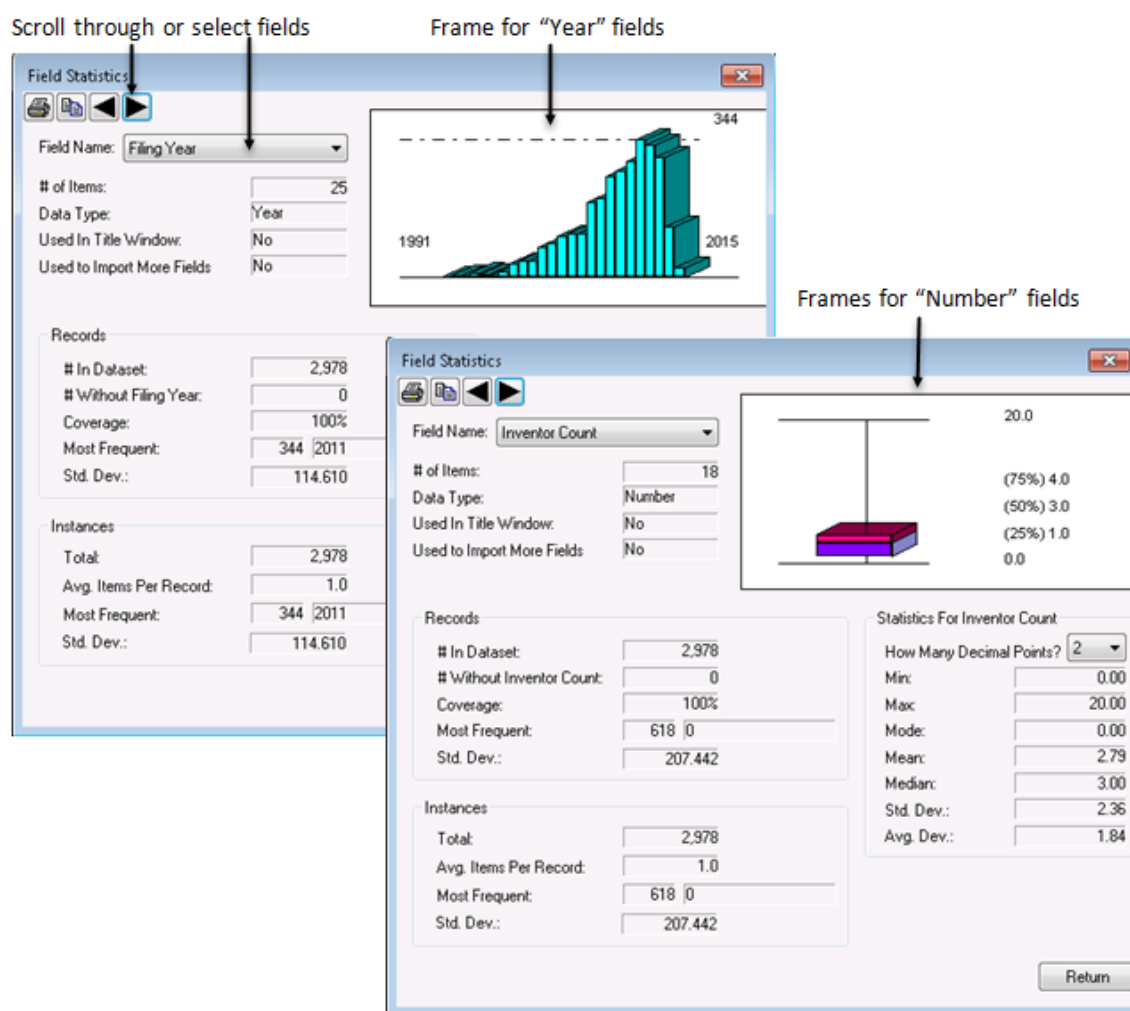 Scroll through or select fields
Frame for “Year” fields
Field Statistics
Field Name: Filing Year
# of Items: 25
Data Type: Year
Used In Title Window: No
Used to Import More Fields No
344
1991
2015
Records
# In Dataset: 2,978
# Without Filing Year: 0
Coverage: 100%
Most Frequent: 344 2011
Std. Dev.: 114.610
Instances
Total: 2,978
Avg. Items Per Record: 1.0
Most Frequent: 344 2011
Std. Dev.: 114.610
Frames for “Number” fields
Field Statistics
Field Name: Inventor Count
# of Items: 18
Data Type: Number
Used In Title Window: No
Used to Import More Fields No
20.0
(75%) 4.0
(50%) 3.0
(25%) 1.0
0.0
Records
# In Dataset: 2,978
# Without Inventor Count: 0
Coverage: 100%
Most Frequent: 618 0
Std. Dev.: 207.442
Instances
Total: 2,978
Avg. Items Per Record: 1.0
Most Frequent: 618 0
Std. Dev.: 207.442
Statistics For Inventor Count
How Many Decimal Points? 2
Min: 0.00
Max: 20.00
Mode: 0.00
Mean: 2.79
Median: 3.00
Std. Dev.: 2.36
Avg. Dev.: 1.84
Return